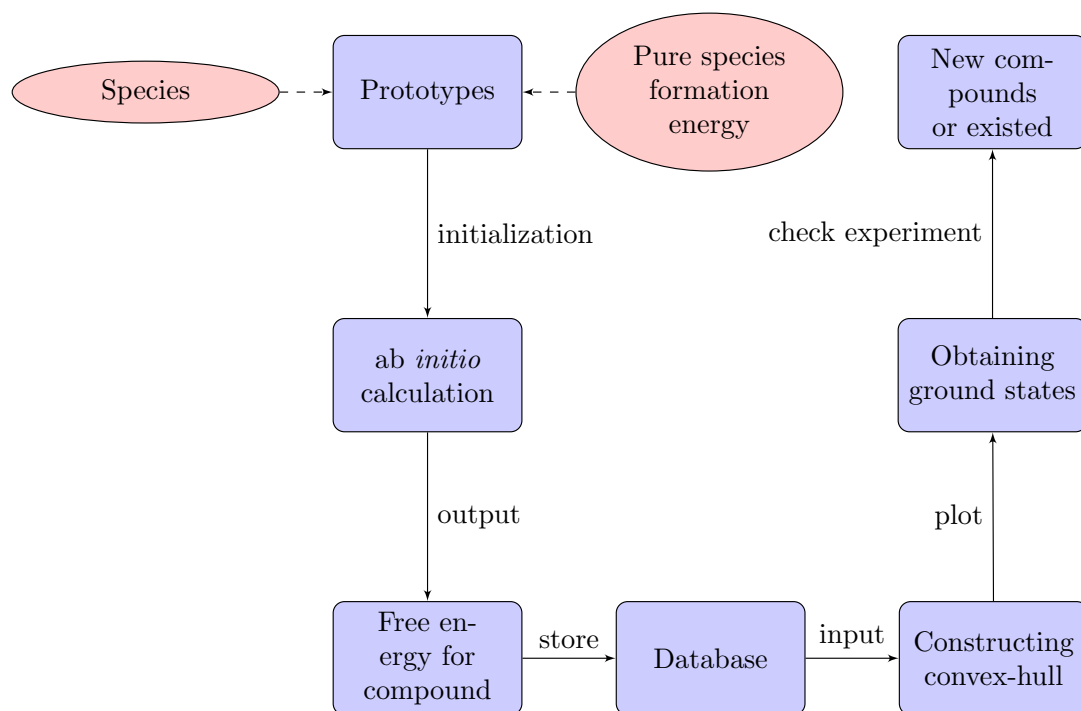 Species
Prototypes
Pure species
formation
energy
New com-
pounds
or existed
initialization
check experiment
ab initio
calculation
Obtaining
ground states
output
plot
Free en-
ergy for
compound
store
Database
input
Constructing
convex-hull